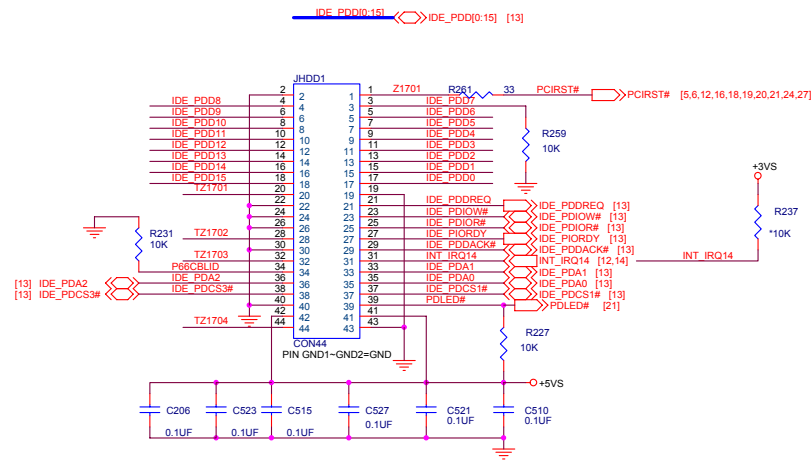 IDE_PDD[0:15] IDE_PDD[0:15] [13]
JHDD1
2 2 1 1 Z1701 R261 33 PCIRST# PCIRST# [5,6,12,16,18,19,20,21,24,27]
IDE_PDD8 4 4 3 3 IDE_PDD7
IDE_PDD9 6 6 5 5 IDE_PDD6
IDE_PDD10 8 8 7 7 IDE_PDD5
IDE_PDD11 10 10 9 9 IDE_PDD4
IDE_PDD12 12 12 11 11 IDE_PDD3
IDE_PDD13 14 14 13 13 IDE_PDD2
IDE_PDD14 16 16 15 15 IDE_PDD1
IDE_PDD15 18 18 17 17 IDE_PDD0
TZ1701 20 20 19 19
R259
10K
+3VS
22 22 21 21 IDE_PDDREQ IDE_PDDREQ [13]
24 24 23 23 IDE_PDIOW# IDE_PDIOW# [13]
26 26 25 25 IDE_PDIOR# IDE_PDIOR# [13]
TZ1702 28 28 27 27 IDE_PIORDY IDE_PIORDY [13]
30 30 29 29 IDE_PDDACK# IDE_PDDACK# [13]
TZ1703 32 32 31 31 INT_IRQ14 INT_IRQ14 [12,14] INT_IRQ14
P66CBLID 34 34 33 33 IDE_PDA1 IDE_PDA1 [13]
[13] IDE_PDA2 IDE_PDA2 36 36 35 35 IDE_PDA0 IDE_PDA0 [13]
[13] IDE_PDCS3# IDE_PDCS3# 38 38 37 37 IDE_PDCS1# IDE_PDCS1# [13]
40 40 39 39 PDLED# PDLED# [21]
42 42 41 41
TZ1704 44 44 43 43
R231
10K
R237
*10K
CON44
PIN GND1~GND2=GND
R227
10K
+5VS
C206 C523 C515 C527 C521 C510
0.1UF 0.1UF 0.1UF 0.1UF 0.1UF 0.1UF